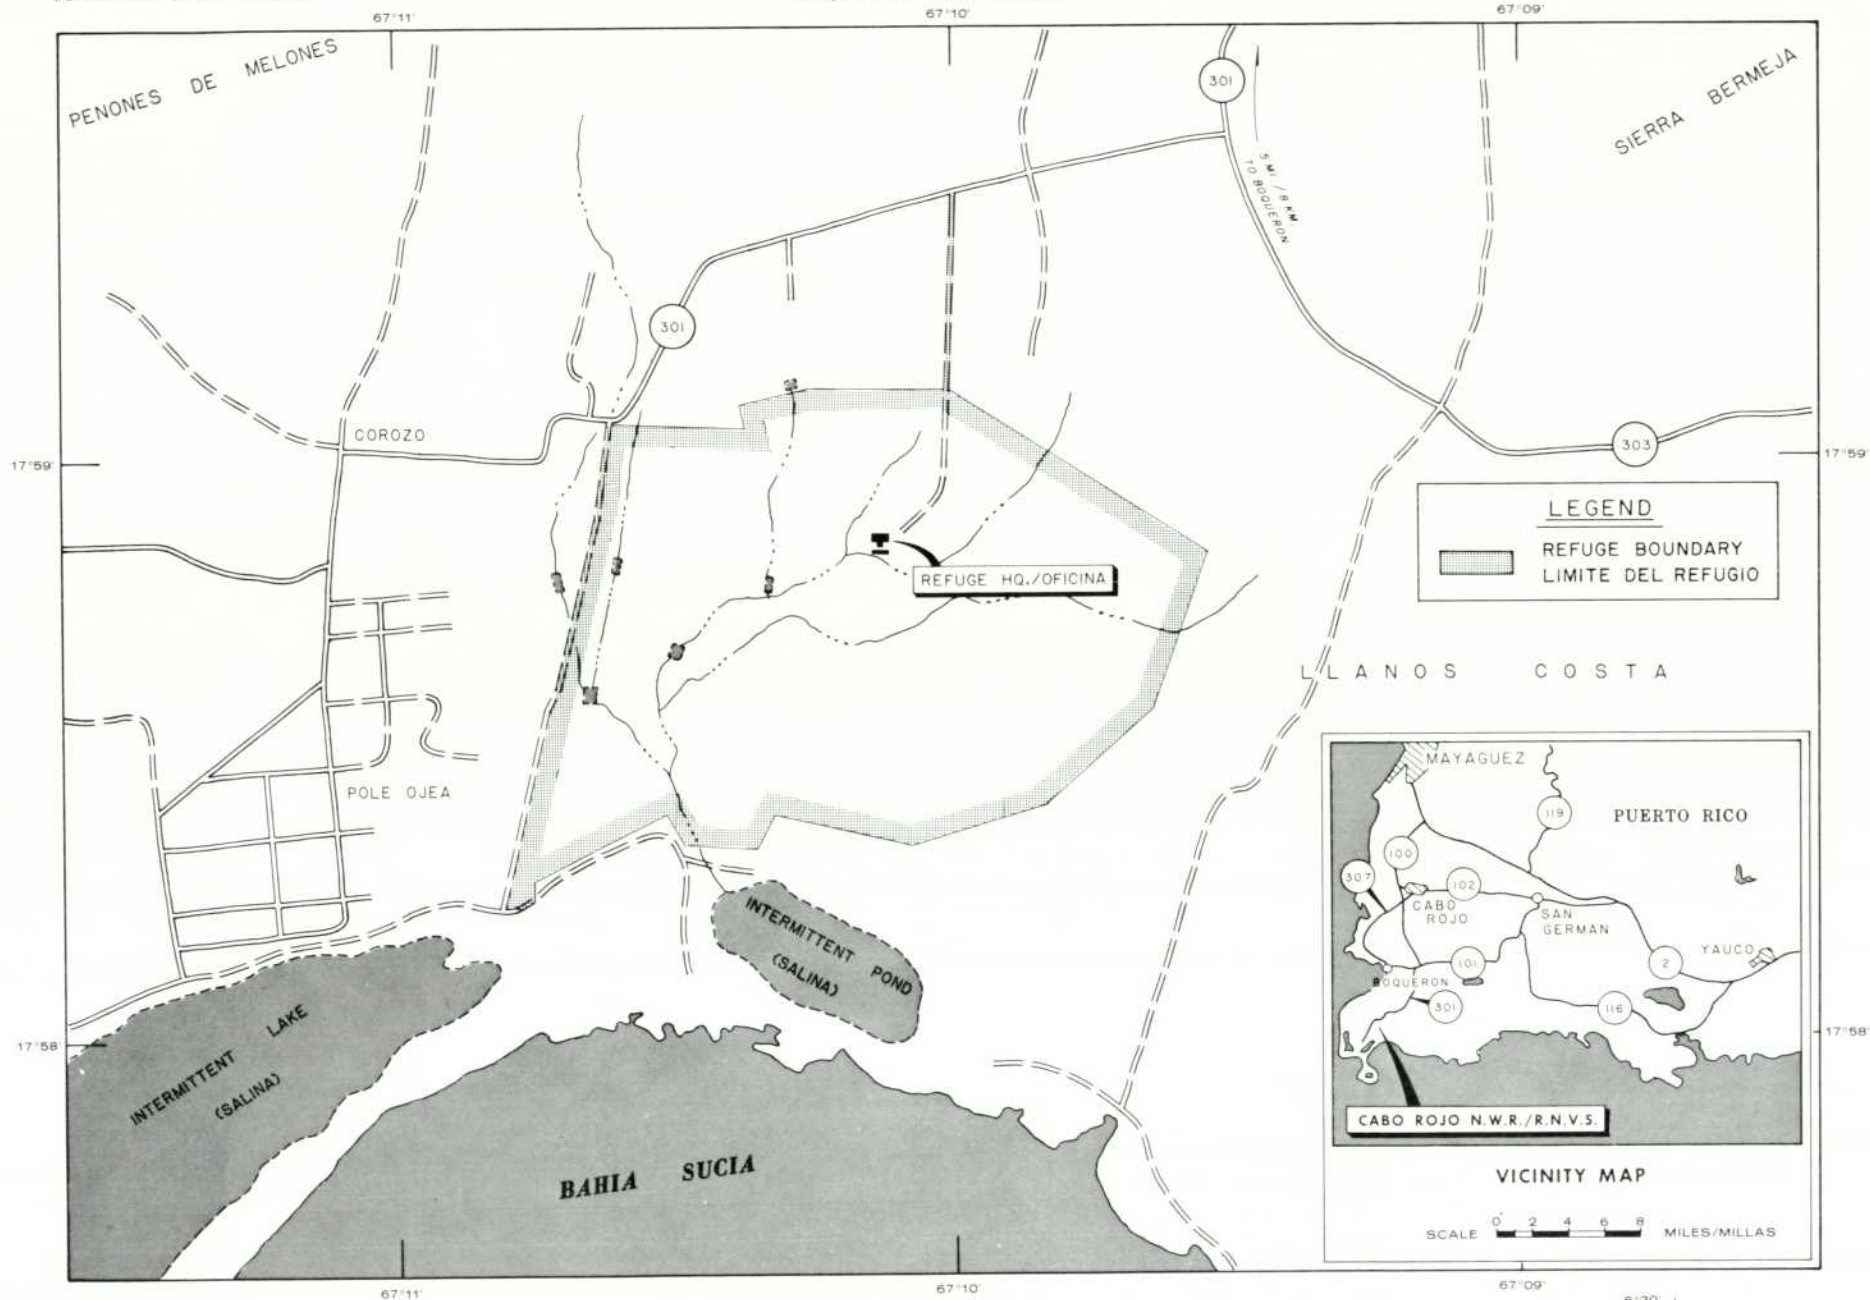 67°11'
67°10'
67°09'
PENONES DE MELONES
SIERRA BERMEJA
301
5 MI. / 8 KM.
TO BOQUERON
301
COROZO
17°59'
303
17°59'
LEGEND
REFUGE BOUNDARY
LIMITE DEL REFUGIO
REFUGE HQ./OFICINA
LLANOS COSTA
POLE OJEA
MAYAGUEZ
119
PUERTO RICO
100
307
102
CABO
ROJO
SAN
GERMAN
YAUCO
2
101
BOQUERON
301
116
INTERMITTENT POND
(SALINA)
INTERMITTENT LAKE
(SALINA)
17°58'
17°58'
CABO ROJO N.W.R./R.N.V.S.
BAHIA SUCIA
VICINITY MAP
SCALE 0 2 4 6 8 MILES/MILLAS
67°11'
67°10'
67°09'